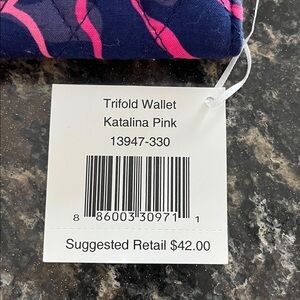 Trifold Wallet
Katalina Pink
13947-330
8 86003 30971 1
Suggested Retail $42.00